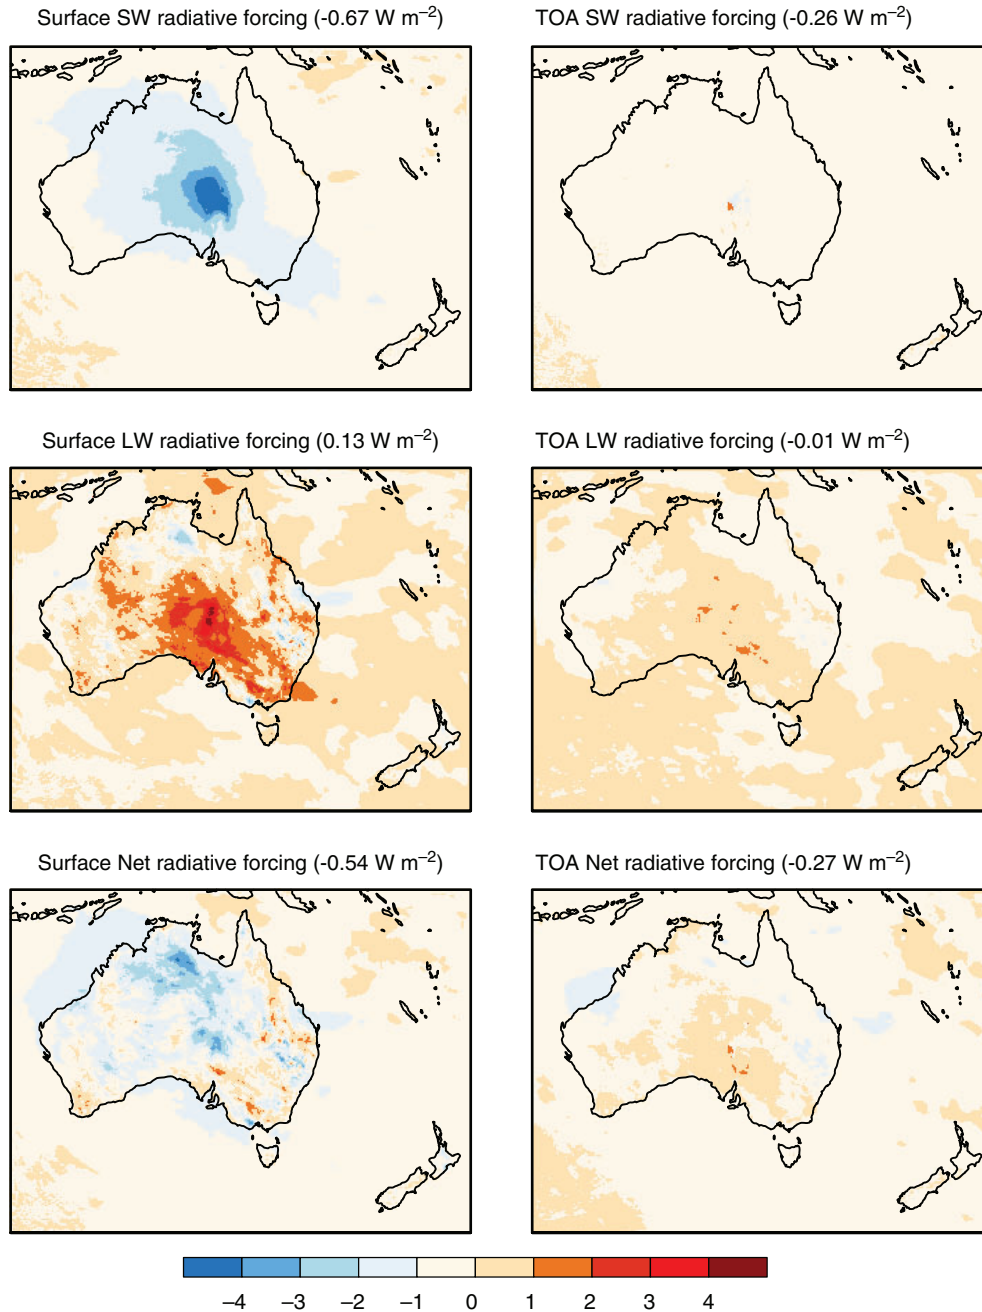 Surface SW radiative forcing (-0.67 W m⁻²)
TOA SW radiative forcing (-0.26 W m⁻²)
Surface LW radiative forcing (0.13 W m⁻²)
TOA LW radiative forcing (-0.01 W m⁻²)
Surface Net radiative forcing (-0.54 W m⁻²)
TOA Net radiative forcing (-0.27 W m⁻²)
–4 –3 –2 –1 0 1 2 3 4